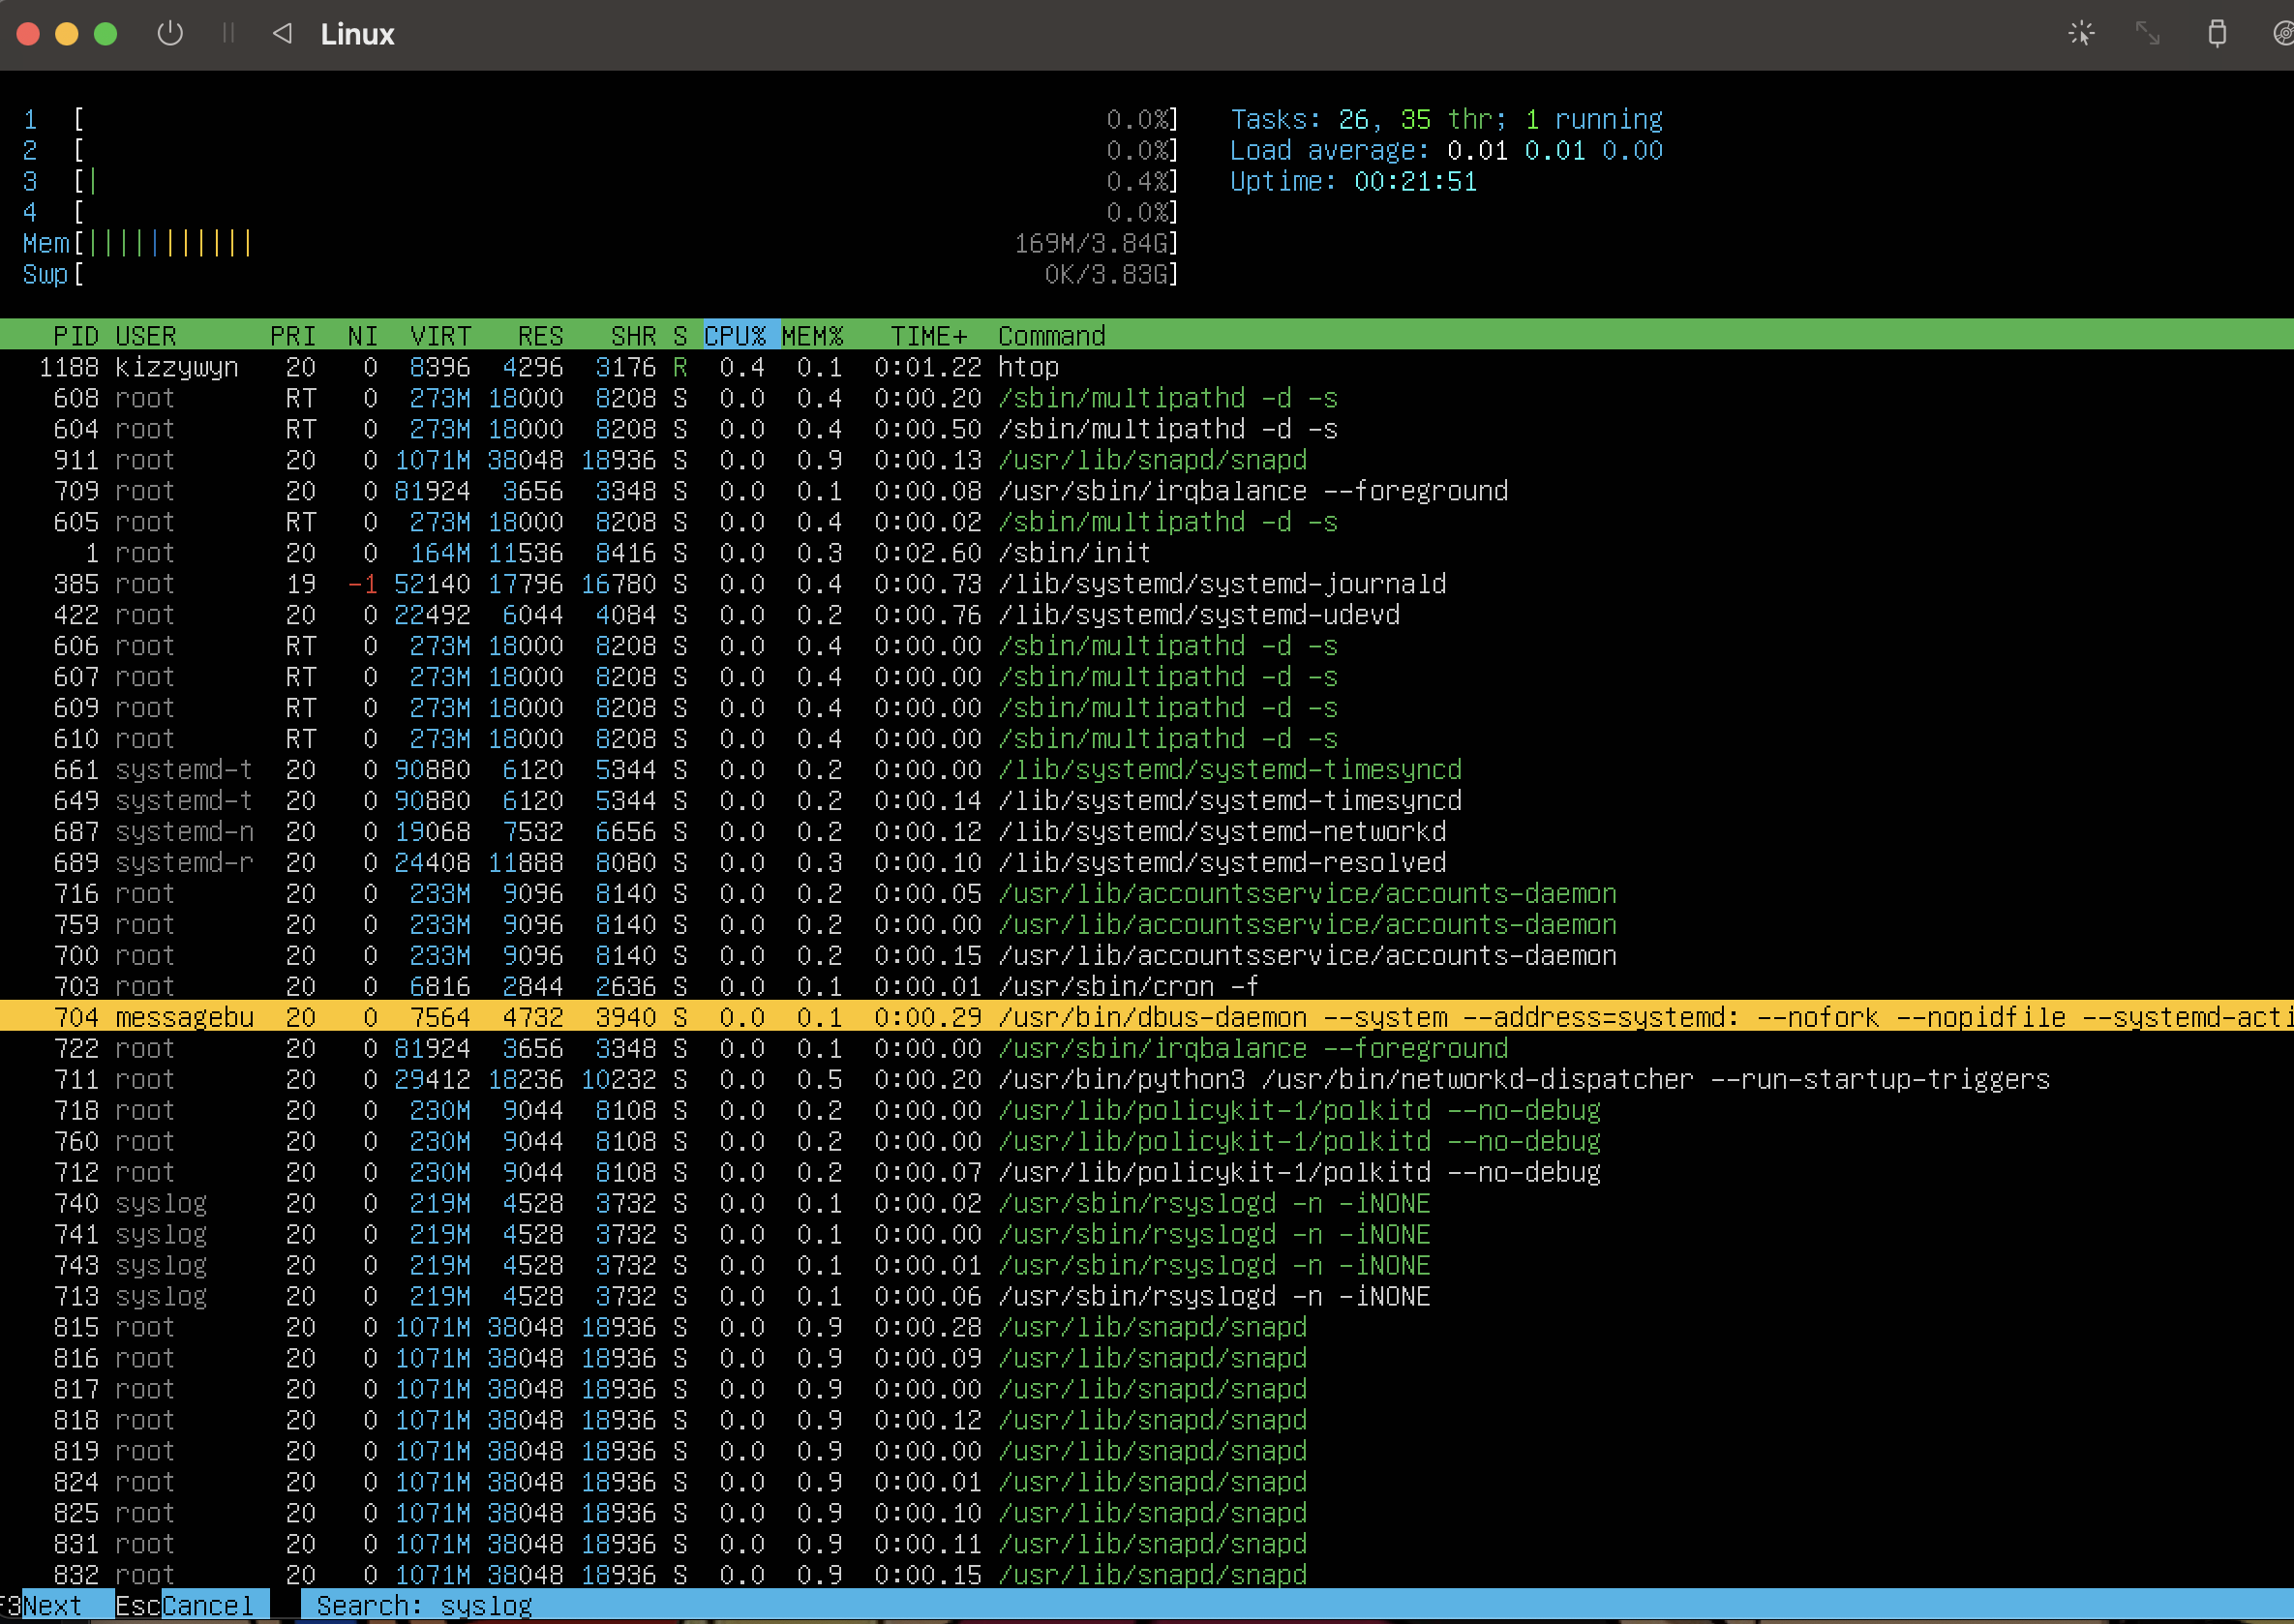 Linux
1 [ 0.0%] Tasks: 26, 35 thr; 1 running
2 [ 0.0%] Load average: 0.01 0.01 0.00
3 [| 0.4%] Uptime: 00:21:51
4 [ 0.0%]
Mem[||||||||||| 169M/3.84G]
Swp[ 0K/3.83G]
PID USER PRI NI VIRT RES SHR S CPU% MEM% TIME+ Command
1188 kizzywyn 20 0 8396 4296 3176 R 0.4 0.1 0:01.22 htop
608 root RT 0 273M 18000 8208 S 0.0 0.4 0:00.20 /sbin/multipathd -d -s
604 root RT 0 273M 18000 8208 S 0.0 0.4 0:00.50 /sbin/multipathd -d -s
911 root 20 0 1071M 38048 18936 S 0.0 0.9 0:00.13 /usr/lib/snapd/snapd
709 root 20 0 81924 3656 3348 S 0.0 0.1 0:00.08 /usr/sbin/irqbalance --foreground
605 root RT 0 273M 18000 8208 S 0.0 0.4 0:00.02 /sbin/multipathd -d -s
1 root 20 0 164M 11536 8416 S 0.0 0.3 0:02.60 /sbin/init
385 root 19 -1 52140 17796 16780 S 0.0 0.4 0:00.73 /lib/systemd/systemd-journald
422 root 20 0 22492 6044 4084 S 0.0 0.2 0:00.76 /lib/systemd/systemd-udevd
606 root RT 0 273M 18000 8208 S 0.0 0.4 0:00.00 /sbin/multipathd -d -s
607 root RT 0 273M 18000 8208 S 0.0 0.4 0:00.00 /sbin/multipathd -d -s
609 root RT 0 273M 18000 8208 S 0.0 0.4 0:00.00 /sbin/multipathd -d -s
610 root RT 0 273M 18000 8208 S 0.0 0.4 0:00.00 /sbin/multipathd -d -s
661 systemd-t 20 0 90880 6120 5344 S 0.0 0.2 0:00.00 /lib/systemd/systemd-timesyncd
649 systemd-t 20 0 90880 6120 5344 S 0.0 0.2 0:00.14 /lib/systemd/systemd-timesyncd
687 systemd-n 20 0 19068 7532 6656 S 0.0 0.2 0:00.12 /lib/systemd/systemd-networkd
689 systemd-r 20 0 24408 11888 8080 S 0.0 0.3 0:00.10 /lib/systemd/systemd-resolved
716 root 20 0 233M 9096 8140 S 0.0 0.2 0:00.05 /usr/lib/accountsservice/accounts-daemon
759 root 20 0 233M 9096 8140 S 0.0 0.2 0:00.00 /usr/lib/accountsservice/accounts-daemon
700 root 20 0 233M 9096 8140 S 0.0 0.2 0:00.15 /usr/lib/accountsservice/accounts-daemon
703 root 20 0 6816 2844 2636 S 0.0 0.1 0:00.01 /usr/sbin/cron -f
704 messagebu 20 0 7564 4732 3940 S 0.0 0.1 0:00.29 /usr/bin/dbus-daemon --system --address=systemd: --nofork --nopidfile --systemd-acti
722 root 20 0 81924 3656 3348 S 0.0 0.1 0:00.00 /usr/sbin/irqbalance --foreground
711 root 20 0 29412 18236 10232 S 0.0 0.5 0:00.20 /usr/bin/python3 /usr/bin/networkd-dispatcher --run-startup-triggers
718 root 20 0 230M 9044 8108 S 0.0 0.2 0:00.00 /usr/lib/policykit-1/polkitd --no-debug
760 root 20 0 230M 9044 8108 S 0.0 0.2 0:00.00 /usr/lib/policykit-1/polkitd --no-debug
712 root 20 0 230M 9044 8108 S 0.0 0.2 0:00.07 /usr/lib/policykit-1/polkitd --no-debug
740 syslog 20 0 219M 4528 3732 S 0.0 0.1 0:00.02 /usr/sbin/rsyslogd -n -iNONE
741 syslog 20 0 219M 4528 3732 S 0.0 0.1 0:00.00 /usr/sbin/rsyslogd -n -iNONE
743 syslog 20 0 219M 4528 3732 S 0.0 0.1 0:00.01 /usr/sbin/rsyslogd -n -iNONE
713 syslog 20 0 219M 4528 3732 S 0.0 0.1 0:00.06 /usr/sbin/rsyslogd -n -iNONE
815 root 20 0 1071M 38048 18936 S 0.0 0.9 0:00.28 /usr/lib/snapd/snapd
816 root 20 0 1071M 38048 18936 S 0.0 0.9 0:00.09 /usr/lib/snapd/snapd
817 root 20 0 1071M 38048 18936 S 0.0 0.9 0:00.00 /usr/lib/snapd/snapd
818 root 20 0 1071M 38048 18936 S 0.0 0.9 0:00.12 /usr/lib/snapd/snapd
819 root 20 0 1071M 38048 18936 S 0.0 0.9 0:00.00 /usr/lib/snapd/snapd
824 root 20 0 1071M 38048 18936 S 0.0 0.9 0:00.01 /usr/lib/snapd/snapd
825 root 20 0 1071M 38048 18936 S 0.0 0.9 0:00.10 /usr/lib/snapd/snapd
831 root 20 0 1071M 38048 18936 S 0.0 0.9 0:00.11 /usr/lib/snapd/snapd
832 root 20 0 1071M 38048 18936 S 0.0 0.9 0:00.15 /usr/lib/snapd/snapd
F3Next EscCancel Search: syslog